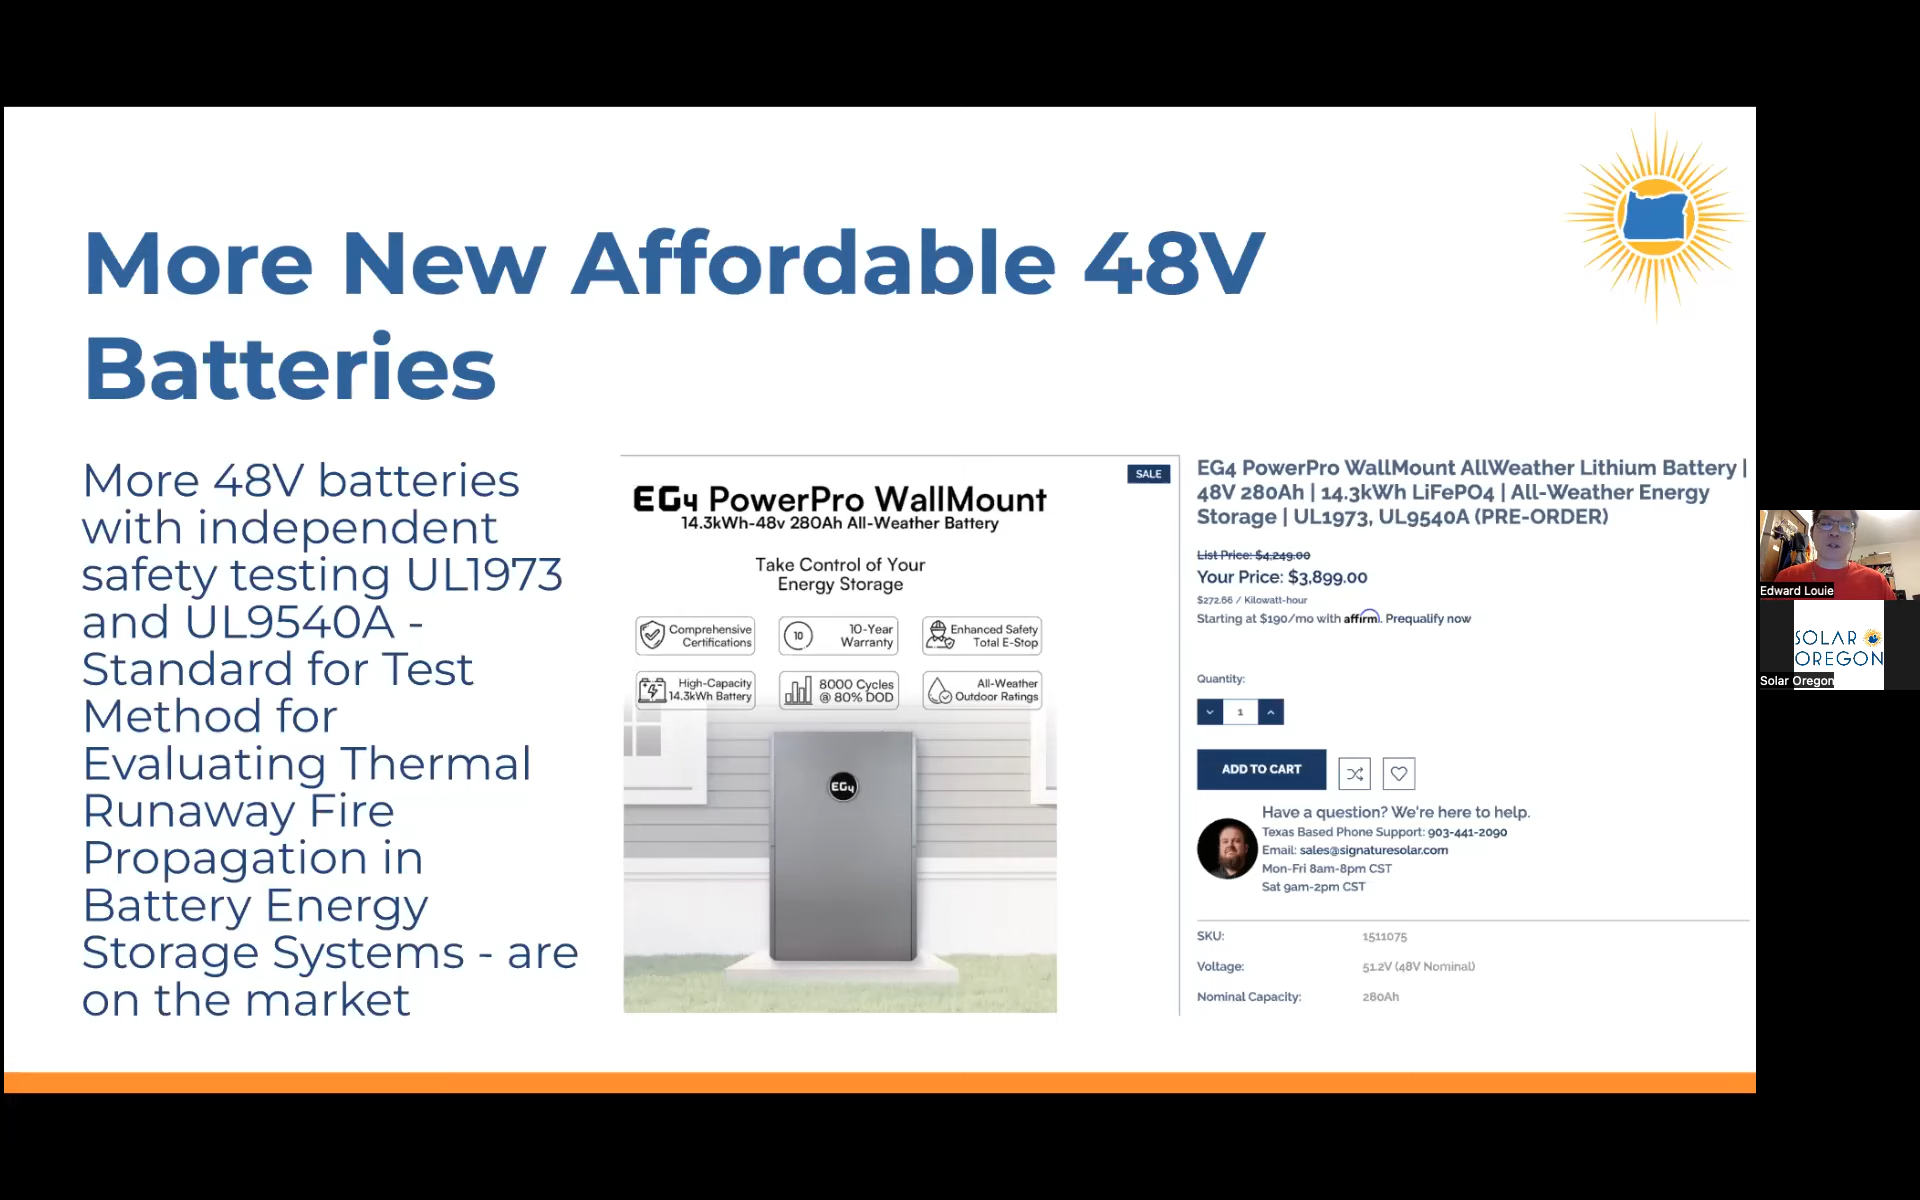 More New Affordable 48V
Batteries
More 48V batteries
with independent
safety testing UL1973
and UL9540A -
Standard for Test
Method for
Evaluating Thermal
Runaway Fire
Propagation in
Battery Energy
Storage Systems - are
on the market
SALE
EG4 PowerPro WallMount
14.3kWh-48v 280Ah All-Weather Battery
Take Control of Your
Energy Storage
Comprehensive
Certifications
10
10-Year
Warranty
Enhanced Safety
Total E-Stop
High-Capacity
14.3kWh Battery
8000 Cycles
@ 80% DOD
All-Weather
Outdoor Ratings
EG4
EG4 PowerPro WallMount AllWeather Lithium Battery |
48V 280Ah | 14.3kWh LiFePO4 | All-Weather Energy
Storage | UL1973, UL9540A (PRE-ORDER)
List Price: $4,249.00
Your Price: $3,899.00
$272.66 / Kilowatt-hour
Starting at $190/mo with affirm. Prequalify now
Quantity:
1
ADD TO CART
Have a question? We're here to help.
Texas Based Phone Support: 903-441-2090
Email: sales@signaturesolar.com
Mon-Fri 8am-8pm CST
Sat 9am-2pm CST
SKU: 1511075
Voltage: 51.2V (48V Nominal)
Nominal Capacity: 280Ah
Edward Louie
SOLAR
OREGON
Solar Oregon